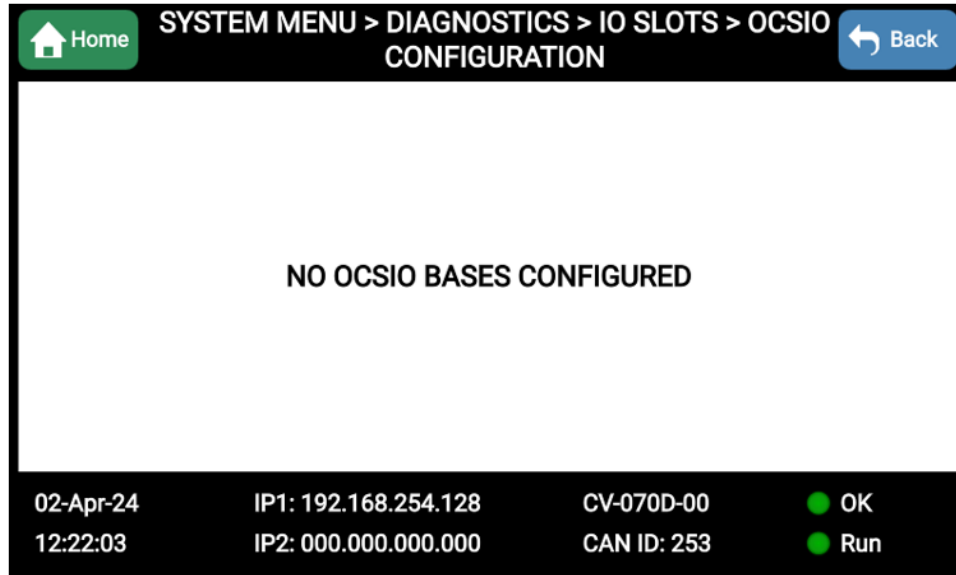 Home
SYSTEM MENU > DIAGNOSTICS > IO SLOTS > OCSIO
CONFIGURATION
Back
NO OCSIO BASES CONFIGURED
02-Apr-24 IP1: 192.168.254.128 CV-070D-00 OK
12:22:03 IP2: 000.000.000.000 CAN ID: 253 Run